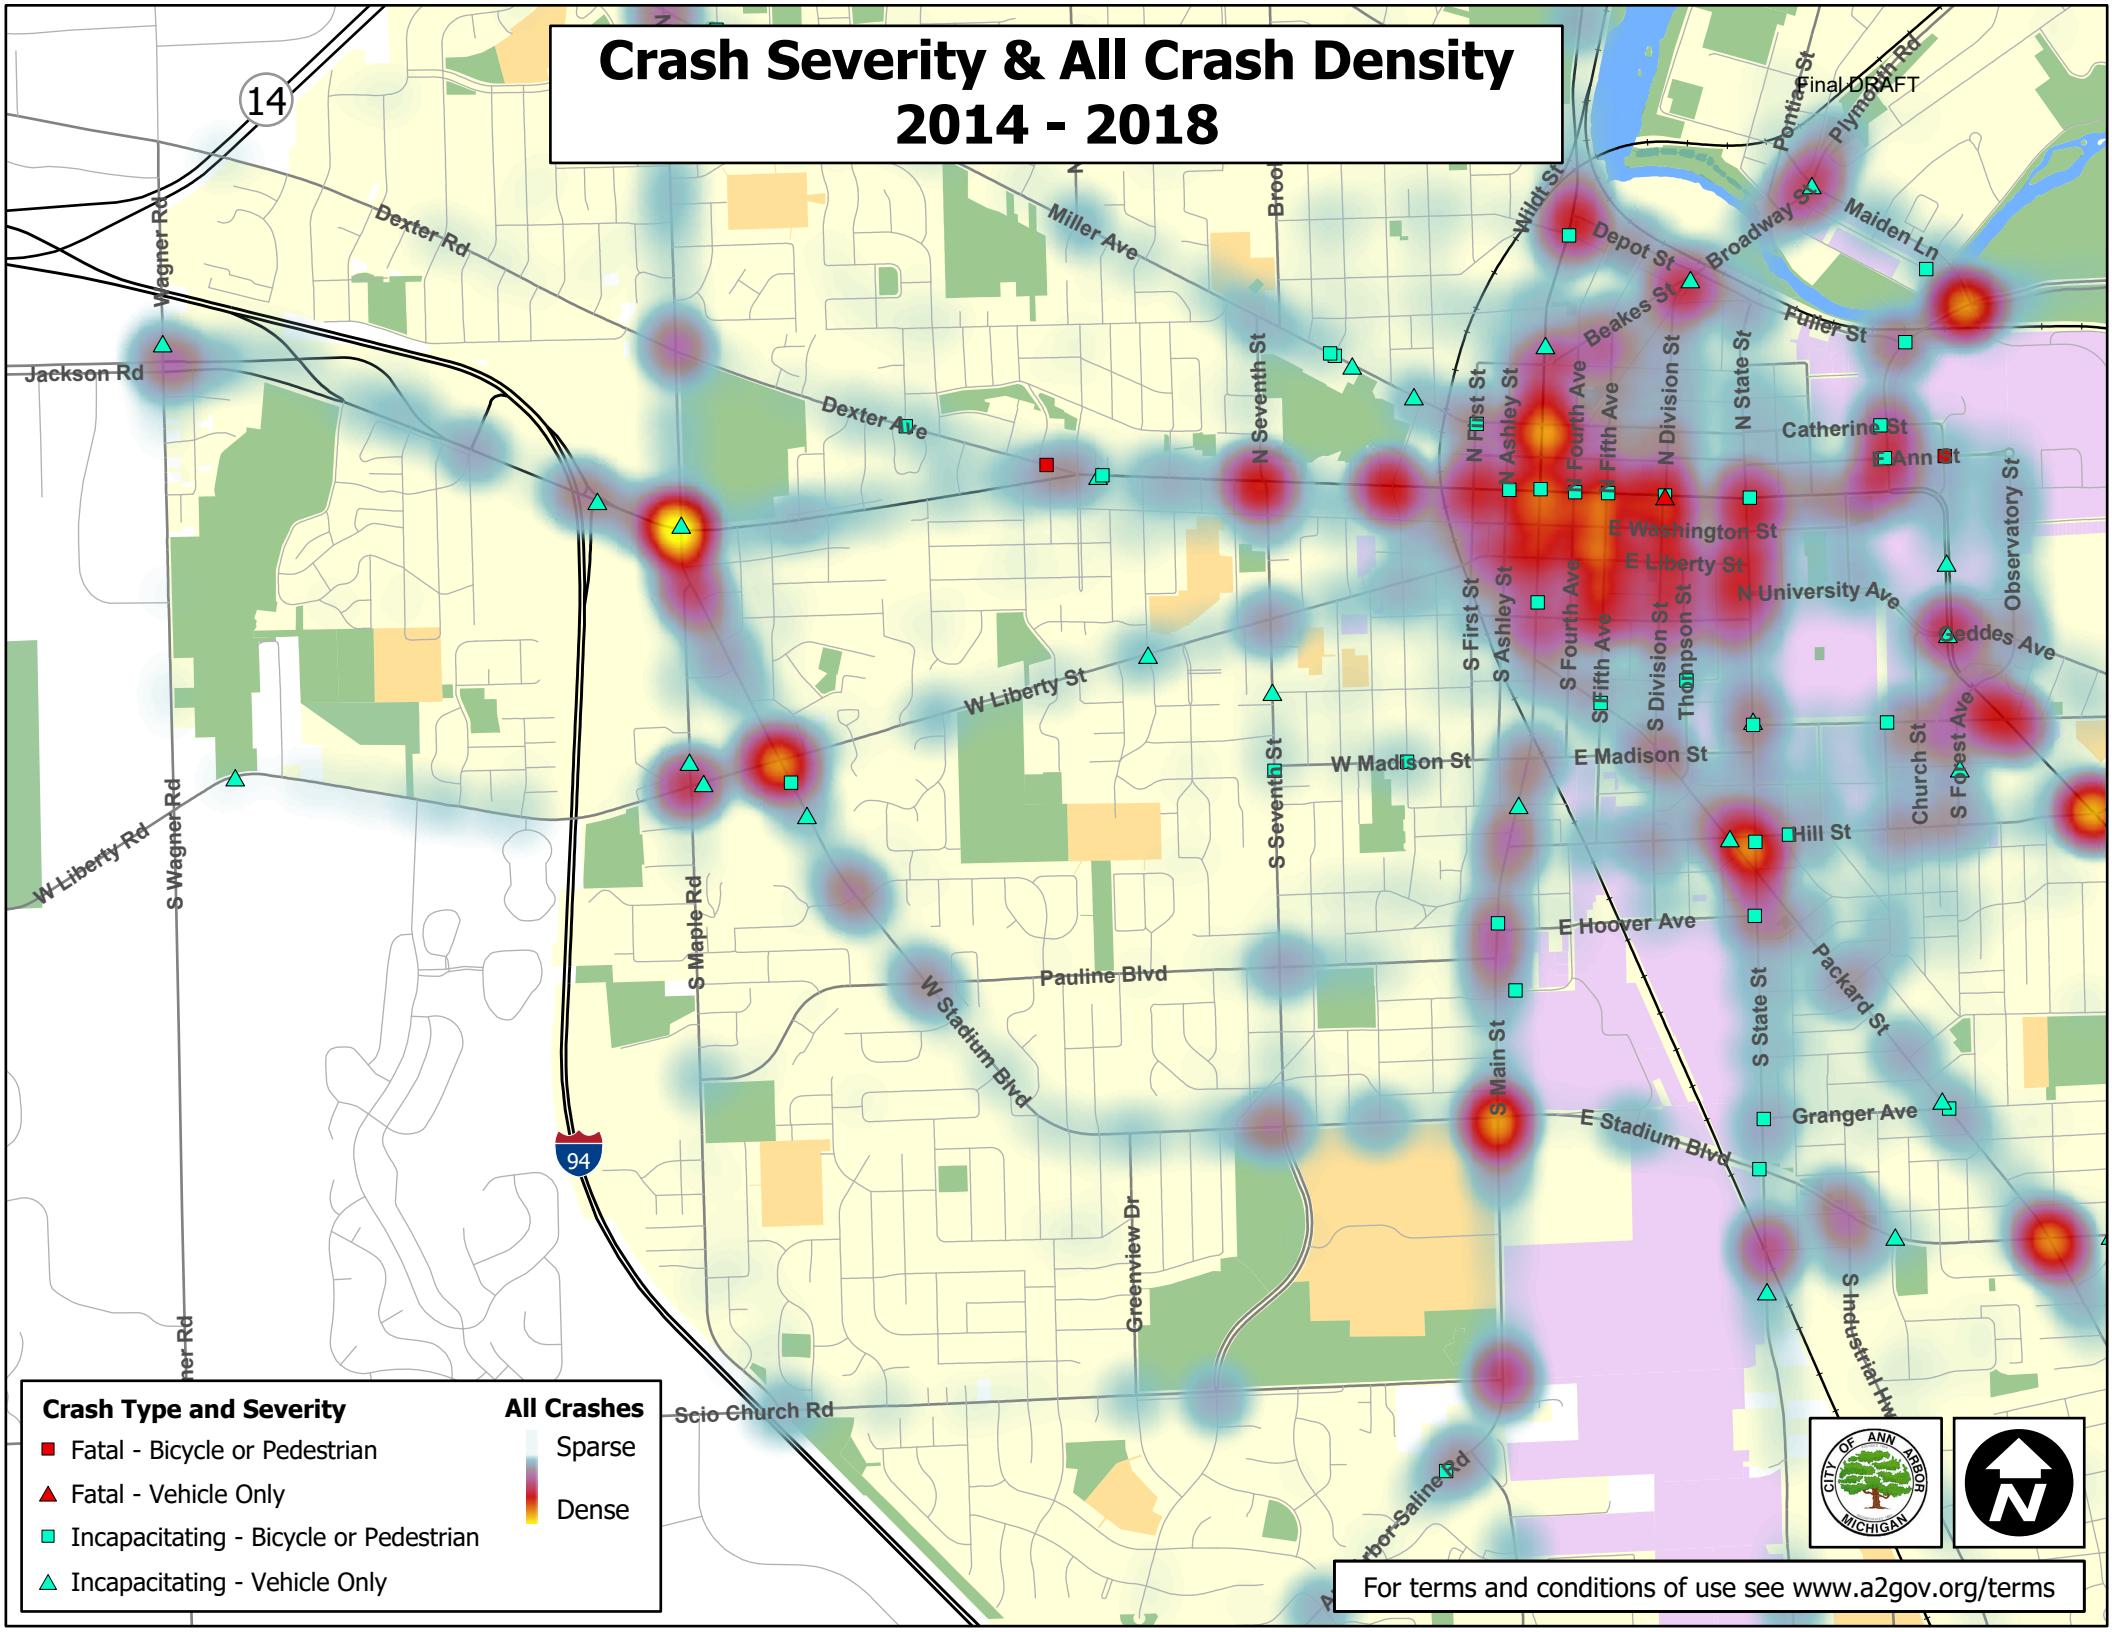 Crash Severity & All Crash Density
2014 - 2018
Final DRAFT
14
Pontiac St
Plymouth Rd
Wildt St
Broadway St
Maiden Ln
Depot St
Beakes St
Fuller St
Miller Ave
Dexter Rd
Wagner Rd
Jackson Rd
Dexter Ave
N Seventh St
N First St
N Ashley St
N Fourth Ave
N Fifth Ave
N Division St
N State St
Catherine St
E Ann St
Observatory St
E Washington St
E Liberty St
N University Ave
Geddes Ave
S First St
S Ashley St
S Fourth Ave
S Fifth Ave
S Division St
Thompson St
W Liberty St
W Madison St
E Madison St
Church St
S Forest Ave
Hill St
W Liberty Rd
S Wagner Rd
S Maple Rd
S Seventh St
E Hoover Ave
Pauline Blvd
W Stadium Blvd
S Main St
S State St
Packard St
Granger Ave
E Stadium Blvd
94
Greenview Dr
S Industrial Hw
ner Rd
Scio Church Rd
rbor-Saline Rd
Crash Type and Severity
Fatal - Bicycle or Pedestrian
Fatal - Vehicle Only
Incapacitating - Bicycle or Pedestrian
Incapacitating - Vehicle Only
All Crashes
Sparse
Dense
CITY OF ANN ARBOR
MICHIGAN
N
For terms and conditions of use see www.a2gov.org/terms